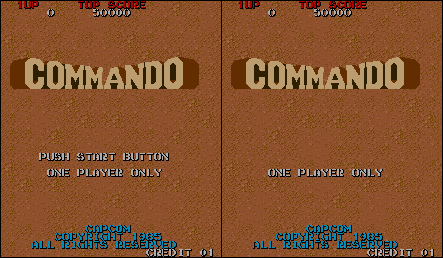 1UP TOP SCORE
0 50000
COMMANDO
PUSH START BUTTON
ONE PLAYER ONLY
CAPCOM
COPYRIGHT 1985
ALL RIGHTS RESERVED
CREDIT 01
1UP TOP SCORE
0 50000
COMMANDO
ONE PLAYER ONLY
CAPCOM
COPYRIGHT 1985
ALL RIGHTS RESERVED
CREDIT 01